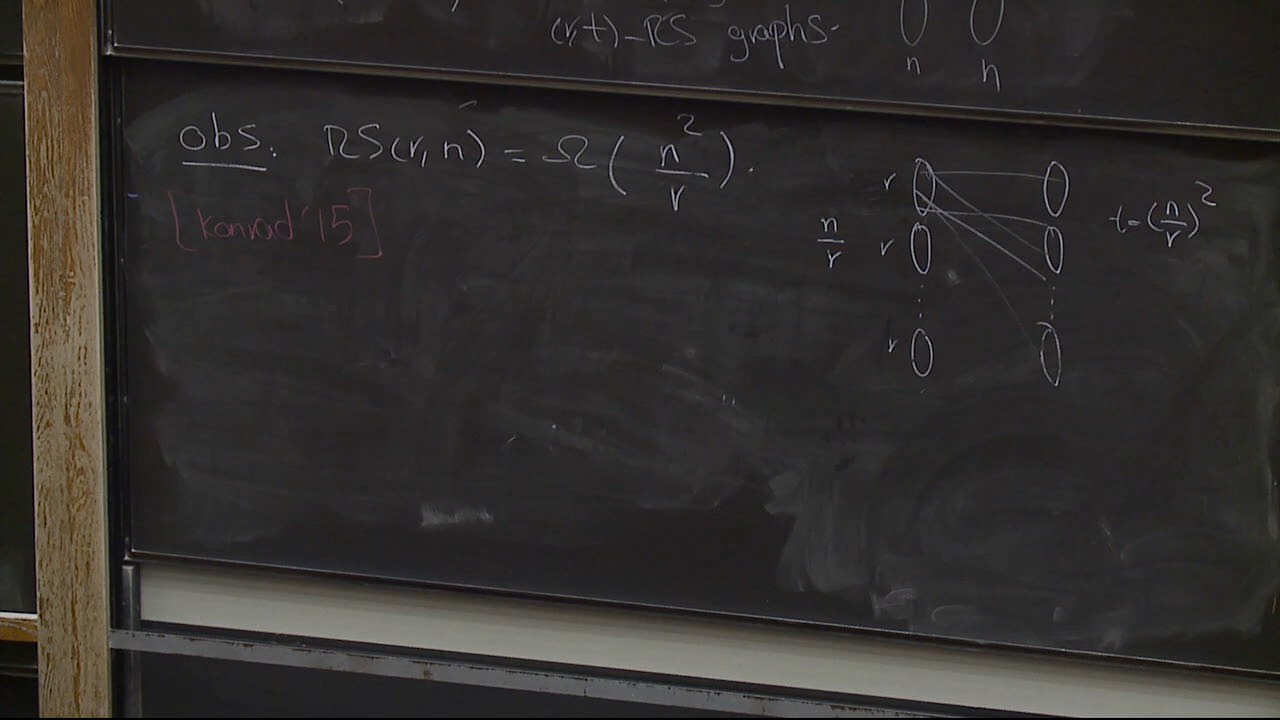 (r,t)-RS graphs.
n n
obs. RS(r,n) = Ω(n²/r).
[Konrad '15]
r
n/r r
r
t=(n/r)²